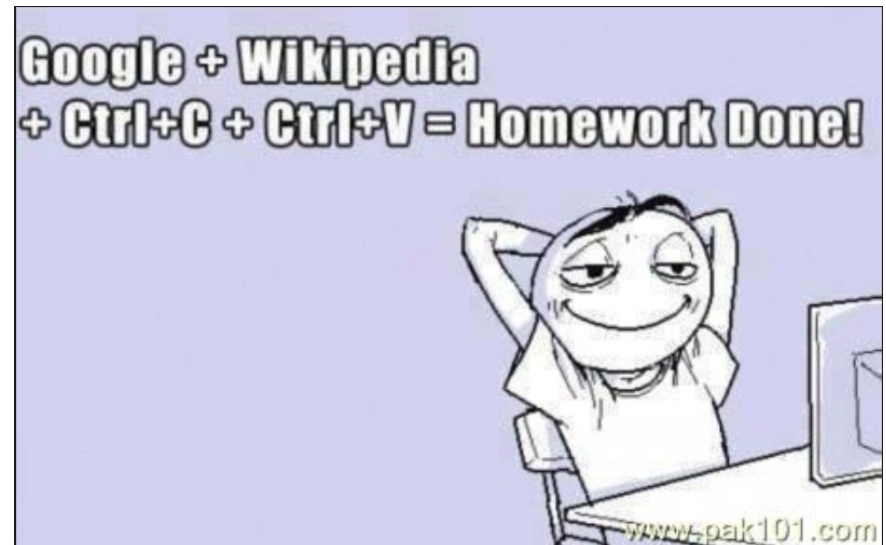 Google + Wikipedia
+ Ctrl+C + Ctrl+V = Homework Done!
www.pak101.com